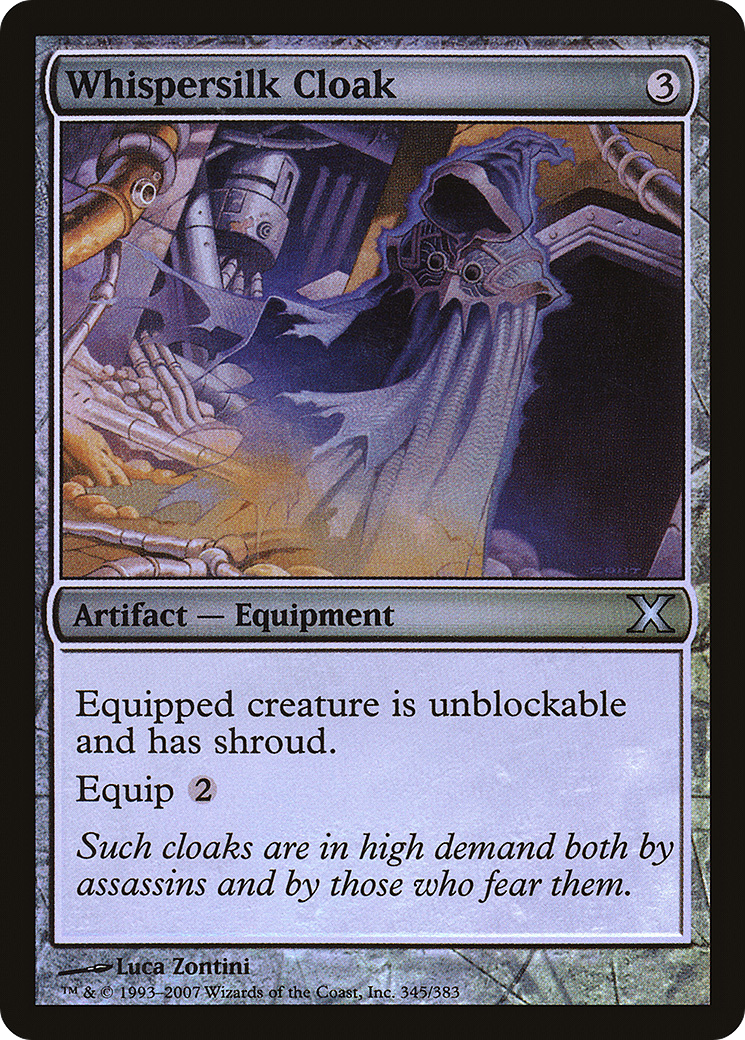 Whispersilk Cloak 3
ZONT
Artifact — Equipment X
Equipped creature is unblockable
and has shroud.
Equip 2
Such cloaks are in high demand both by
assassins and by those who fear them.
Luca Zontini
™ & © 1993–2007 Wizards of the Coast, Inc. 345/383